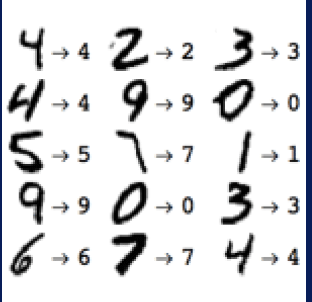 4 → 4 2 → 2 3 → 3
4 → 4 9 → 9 0 → 0
5 → 5 7 → 7 1 → 1
9 → 9 0 → 0 3 → 3
6 → 6 7 → 7 4 → 4